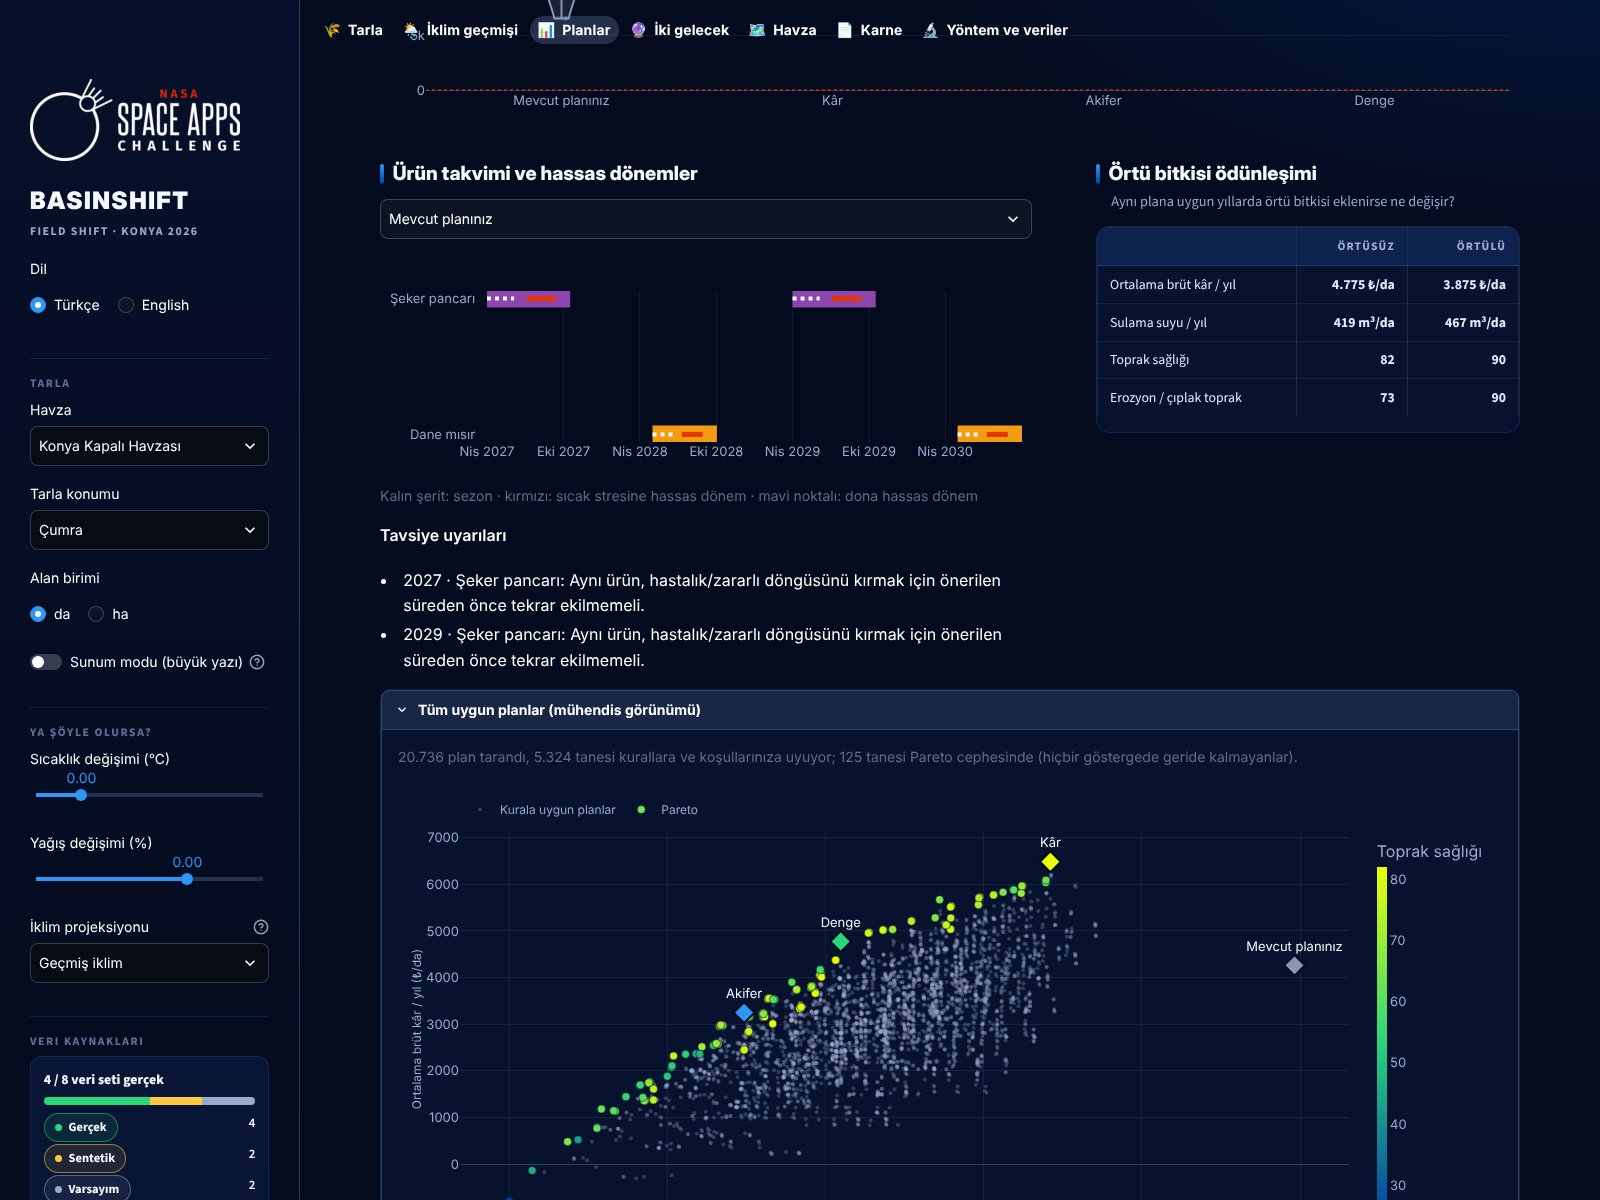 🌾 Tarla
🌦️ İklim geçmişi
📊 Planlar
🔮 İki gelecek
🗺️ Havza
📄 Karne
🔬 Yöntem ve veriler
NASA
SPACE APPS
CHALLENGE
BASINSHIFT
FIELD SHIFT · KONYA 2026
Dil
Türkçe
English
TARLA
Havza
Konya Kapalı Havzası
Tarla konumu
Çumra
Alan birimi
da
ha
Sunum modu (büyük yazı)
YA ŞÖYLE OLURSA?
Sıcaklık değişimi (°C)
0.00
Yağış değişimi (%)
0.00
İklim projeksiyonu
Geçmiş iklim
VERI KAYNAKLARI
4 / 8 veri seti gerçek
Gerçek 4
Sentetik 2
Varsayım 2
0
Mevcut planınız Kâr Akifer Denge
Ürün takvimi ve hassas dönemler
Mevcut planınız
Şeker pancarı
Dane mısır
Nis 2027 Eki 2027 Nis 2028 Eki 2028 Nis 2029 Eki 2029 Nis 2030
Kalın şerit: sezon · kırmızı: sıcak stresine hassas dönem · mavi noktalı: dona hassas dönem
Örtü bitkisi ödünleşimi
Aynı plana uygun yıllarda örtü bitkisi eklenirse ne değişir?
ÖRTÜSÜZ ÖRTÜLÜ
Ortalama brüt kâr / yıl 4.775 ₺/da 3.875 ₺/da
Sulama suyu / yıl 419 m³/da 467 m³/da
Toprak sağlığı 82 90
Erozyon / çıplak toprak 73 90
Tavsiye uyarıları
• 2027 · Şeker pancarı: Aynı ürün, hastalık/zararlı döngüsünü kırmak için önerilen
süreden önce tekrar ekilmemeli.
• 2029 · Şeker pancarı: Aynı ürün, hastalık/zararlı döngüsünü kırmak için önerilen
süreden önce tekrar ekilmemeli.
Tüm uygun planlar (mühendis görünümü)
20.736 plan tarandı, 5.324 tanesi kurallara ve koşullarınıza uyuyor; 125 tanesi Pareto cephesinde (hiçbir göstergede geride kalmayanlar).
Kurala uygun planlar
Pareto
Ortalama brüt kâr / yıl (₺/da)
7000
6000
5000
4000
3000
2000
1000
0
Kâr
Denge
Mevcut planınız
Akifer
Toprak sağlığı
80
70
60
50
40
30